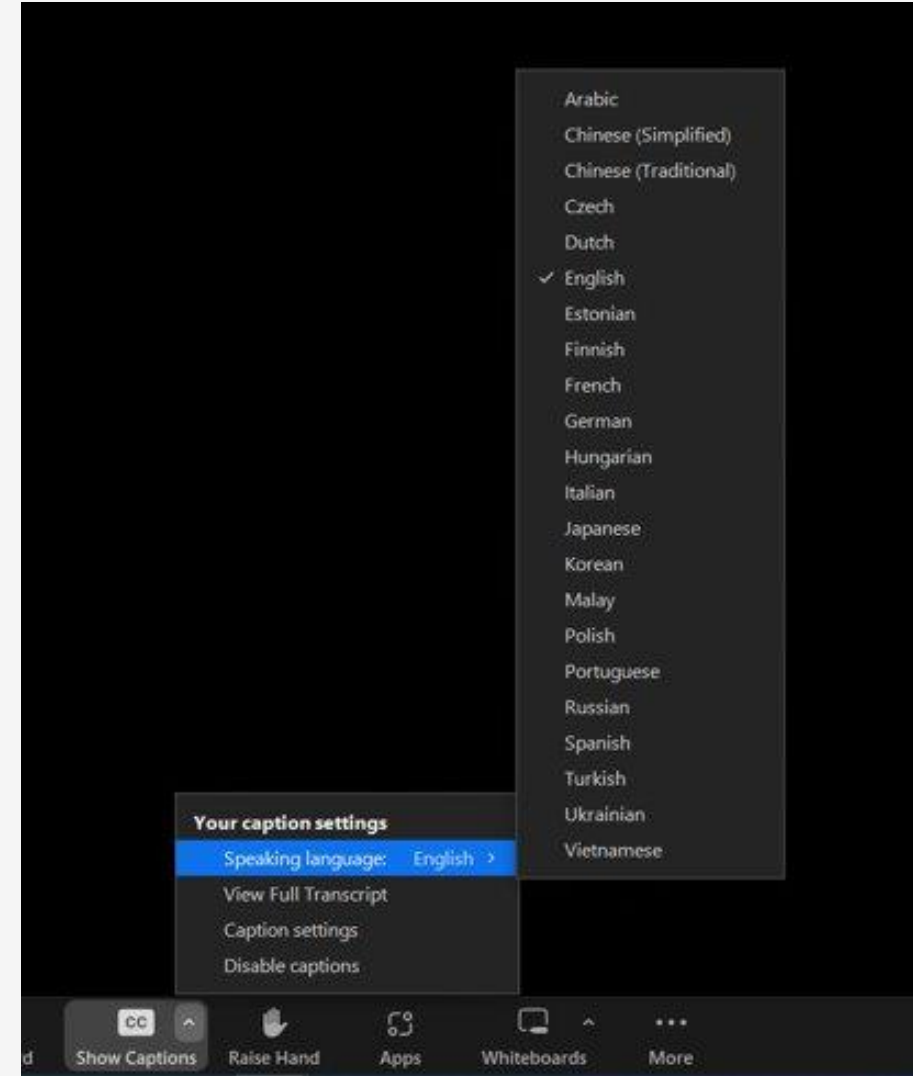 Arabic
Chinese (Simplified)
Chinese (Traditional)
Czech
Dutch
English
Estonian
Finnish
French
German
Hungarian
Italian
Japanese
Korean
Malay
Polish
Portuguese
Russian
Spanish
Turkish
Ukrainian
Vietnamese
Your caption settings
Speaking language: English >
View Full Transcript
Caption settings
Disable captions
CC
d Show Captions Raise Hand Apps Whiteboards More